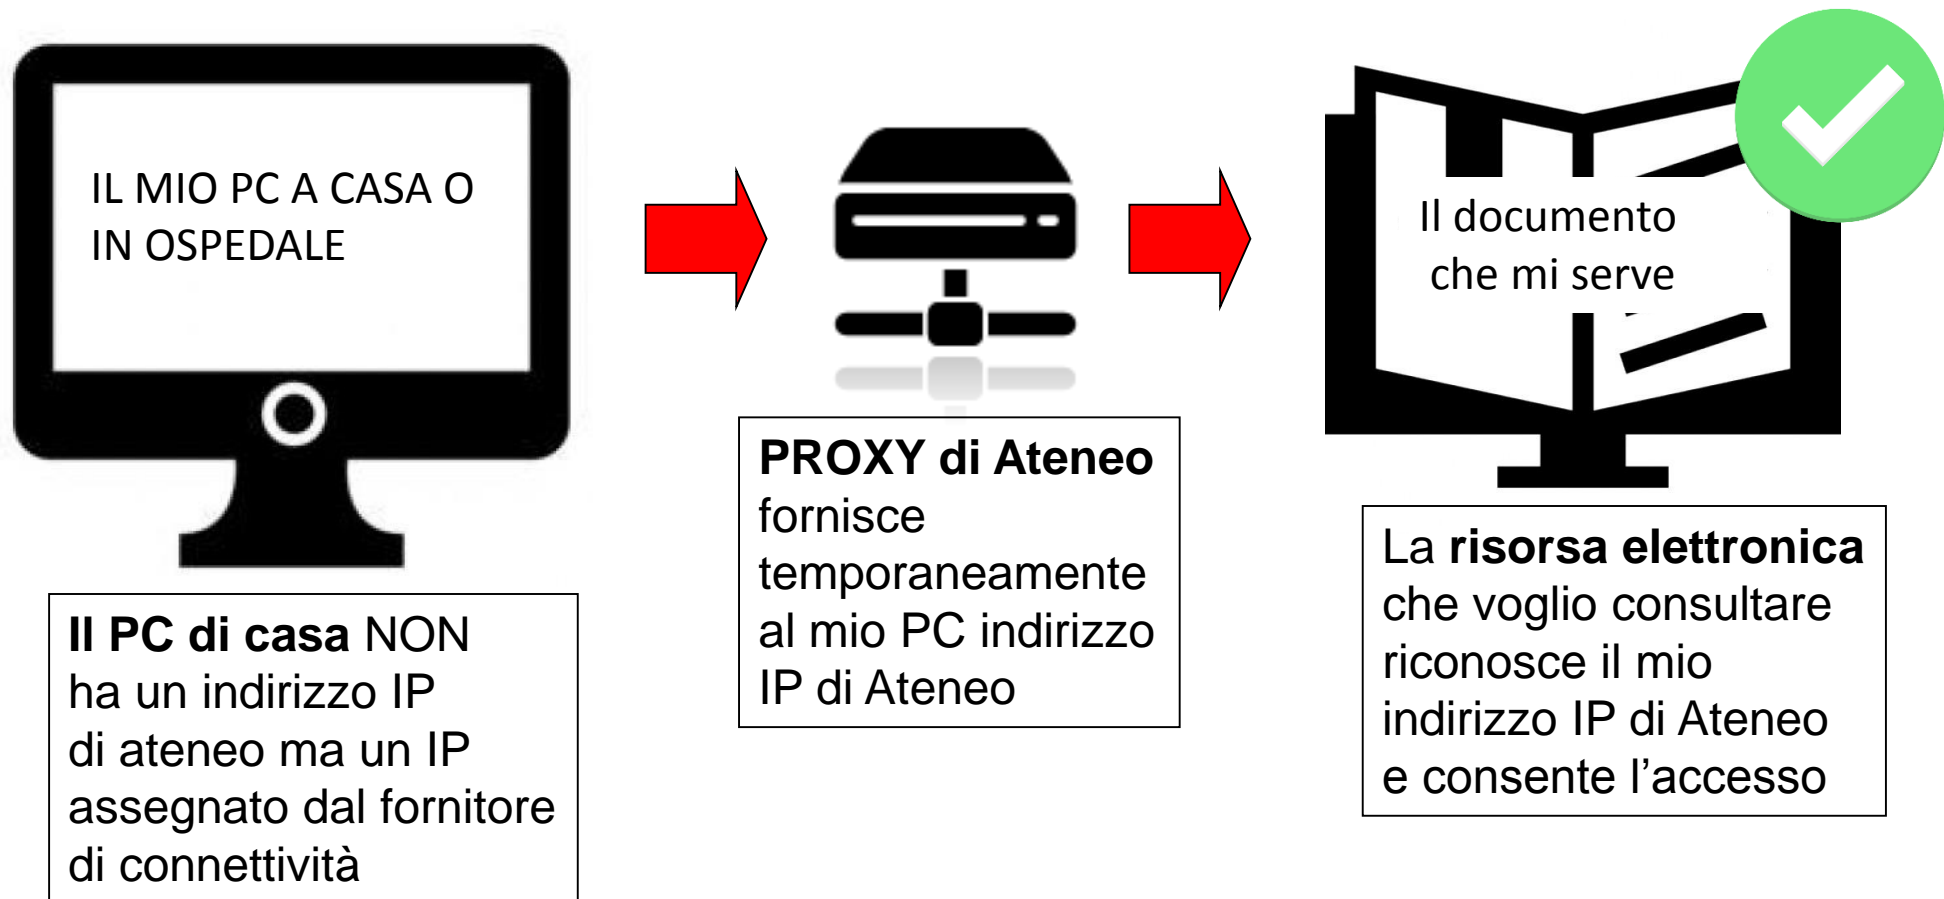 IL MIO PC A CASA O
IN OSPEDALE
Il documento
che mi serve
PROXY di Ateneo
fornisce
temporaneamente
al mio PC indirizzo
IP di Ateneo
La risorsa elettronica
che voglio consultare
riconosce il mio
indirizzo IP di Ateneo
e consente l’accesso
Il PC di casa NON
ha un indirizzo IP
di ateneo ma un IP
assegnato dal fornitore
di connettività